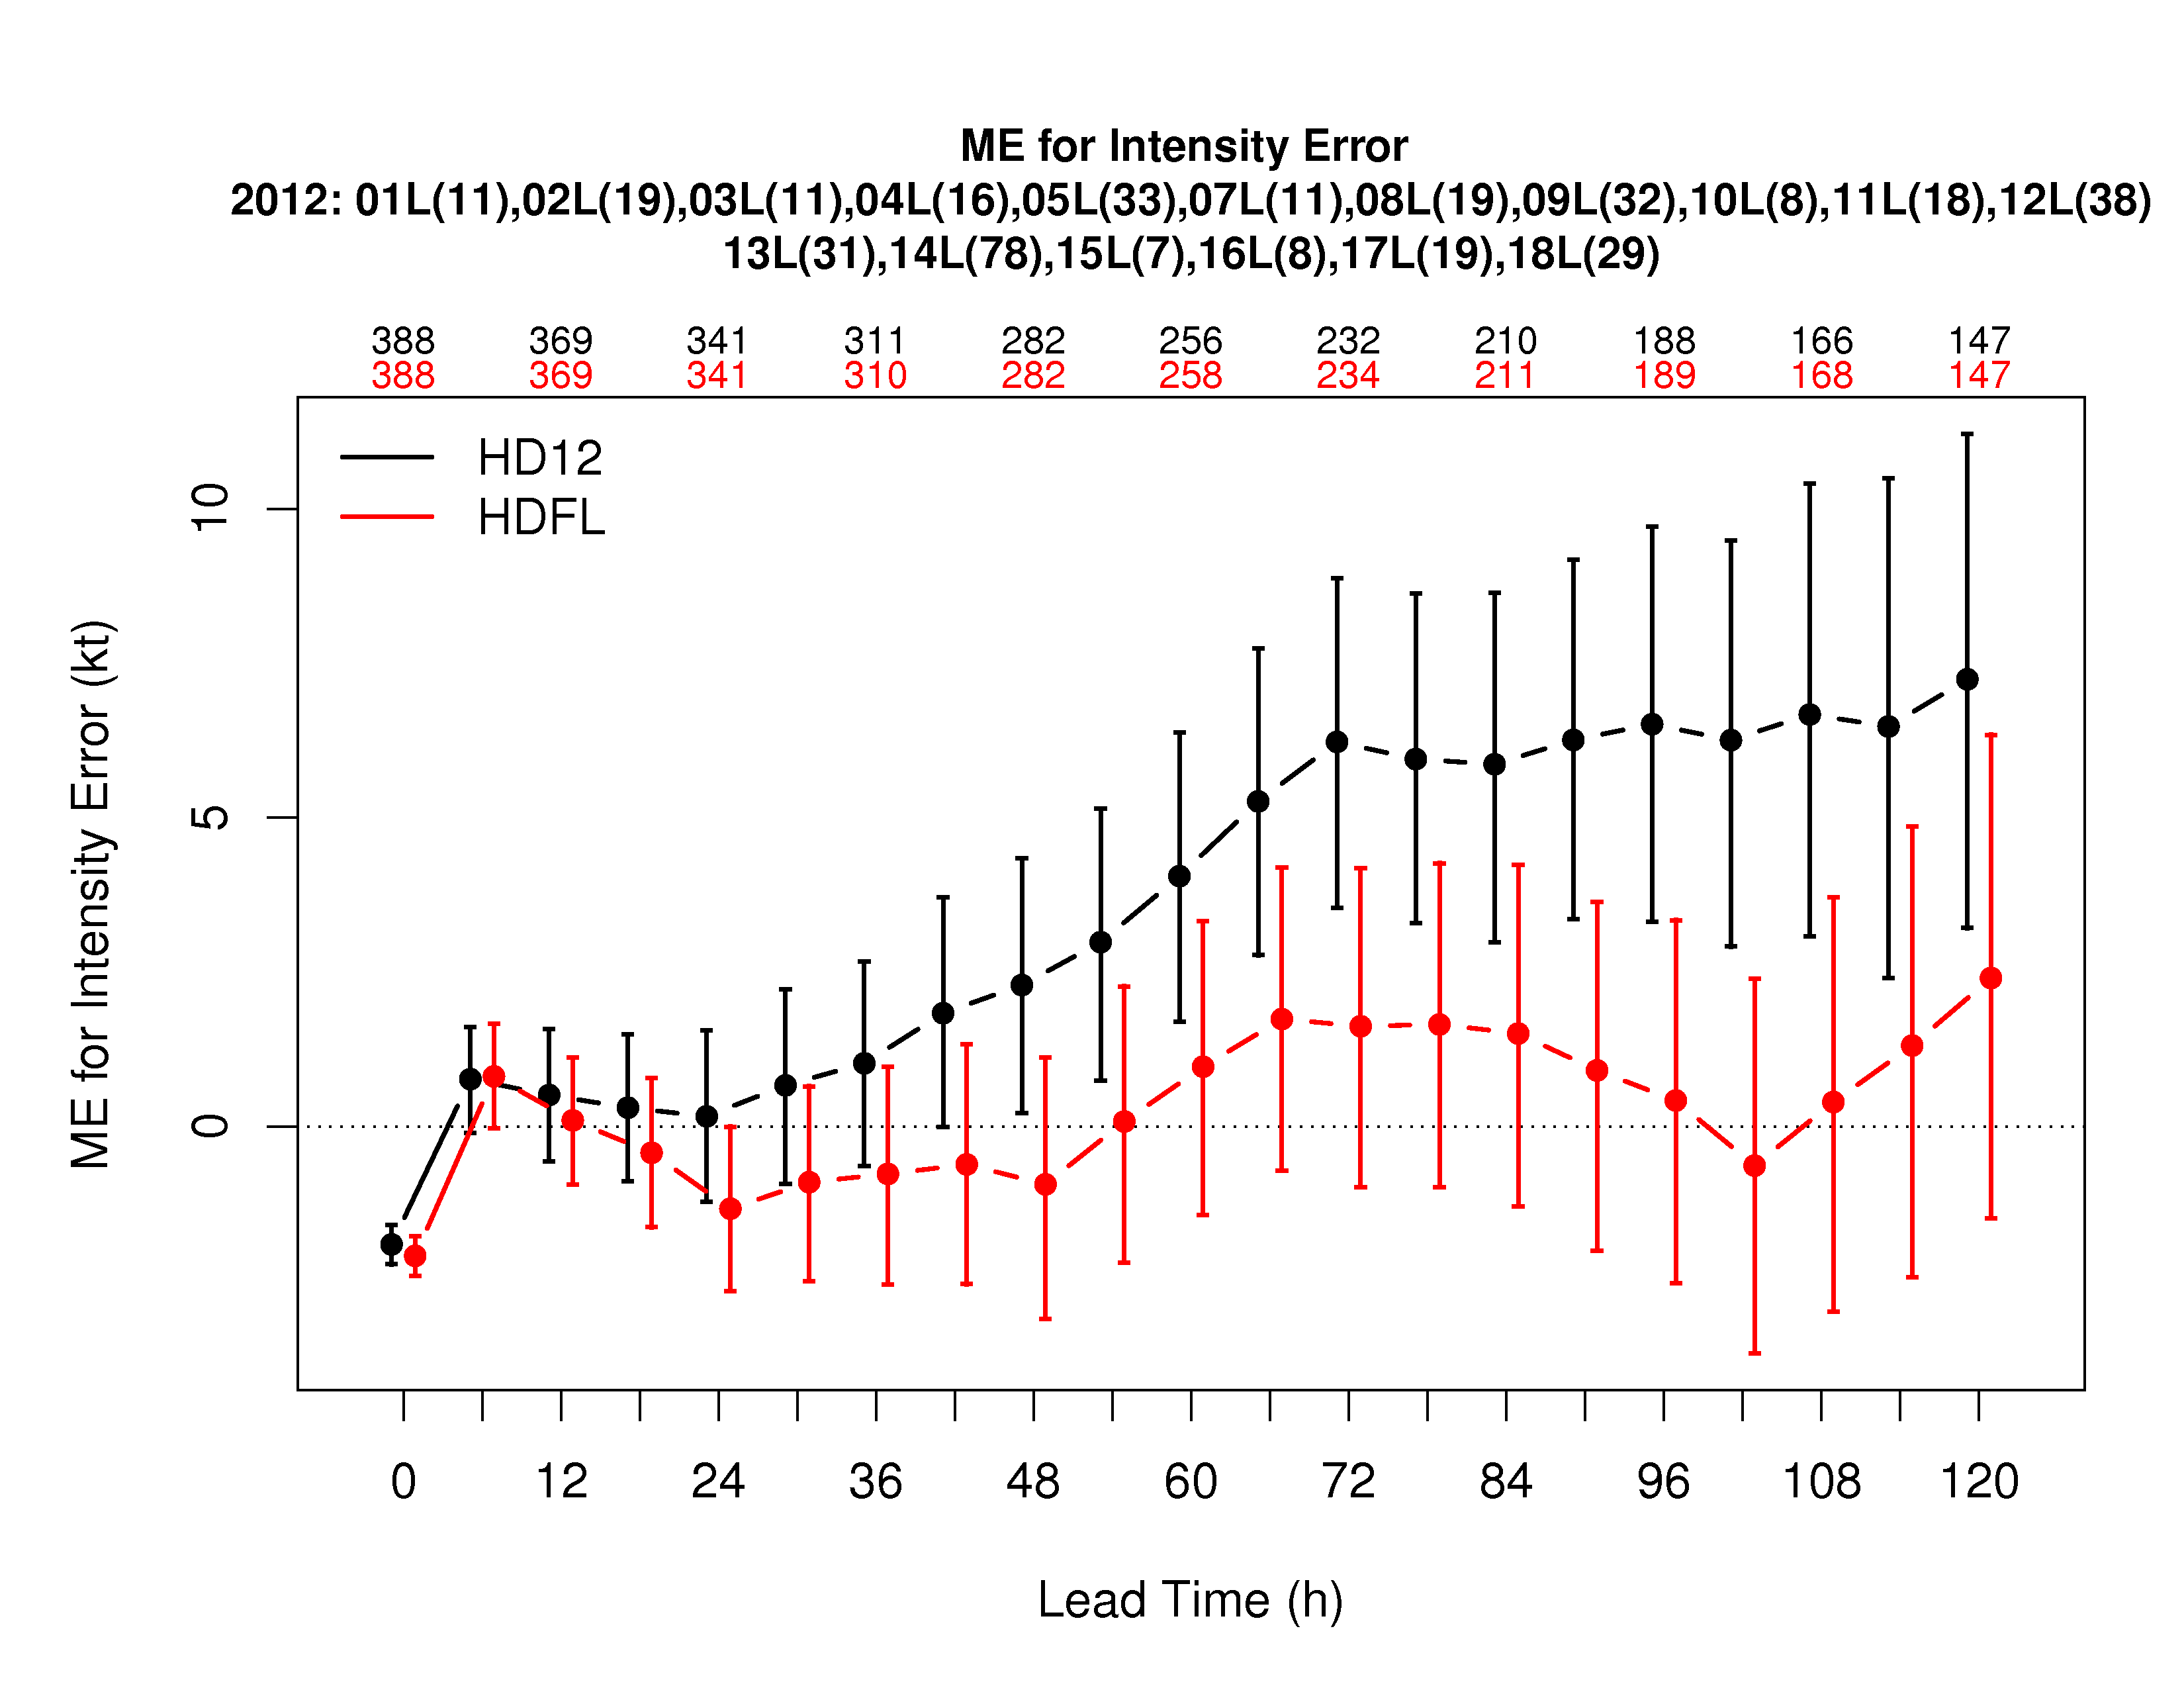 ME for Intensity Error
2012: 01L(11),02L(19),03L(11),04L(16),05L(33),07L(11),08L(19),09L(32),10L(8),11L(18),12L(38)
13L(31),14L(78),15L(7),16L(8),17L(19),18L(29)
388 369 341 311 282 256 232 210 188 166 147
388 369 341 310 282 258 234 211 189 168 147
HD12
HDFL
10
5
0
ME for Intensity Error (kt)
0 12 24 36 48 60 72 84 96 108 120
Lead Time (h)